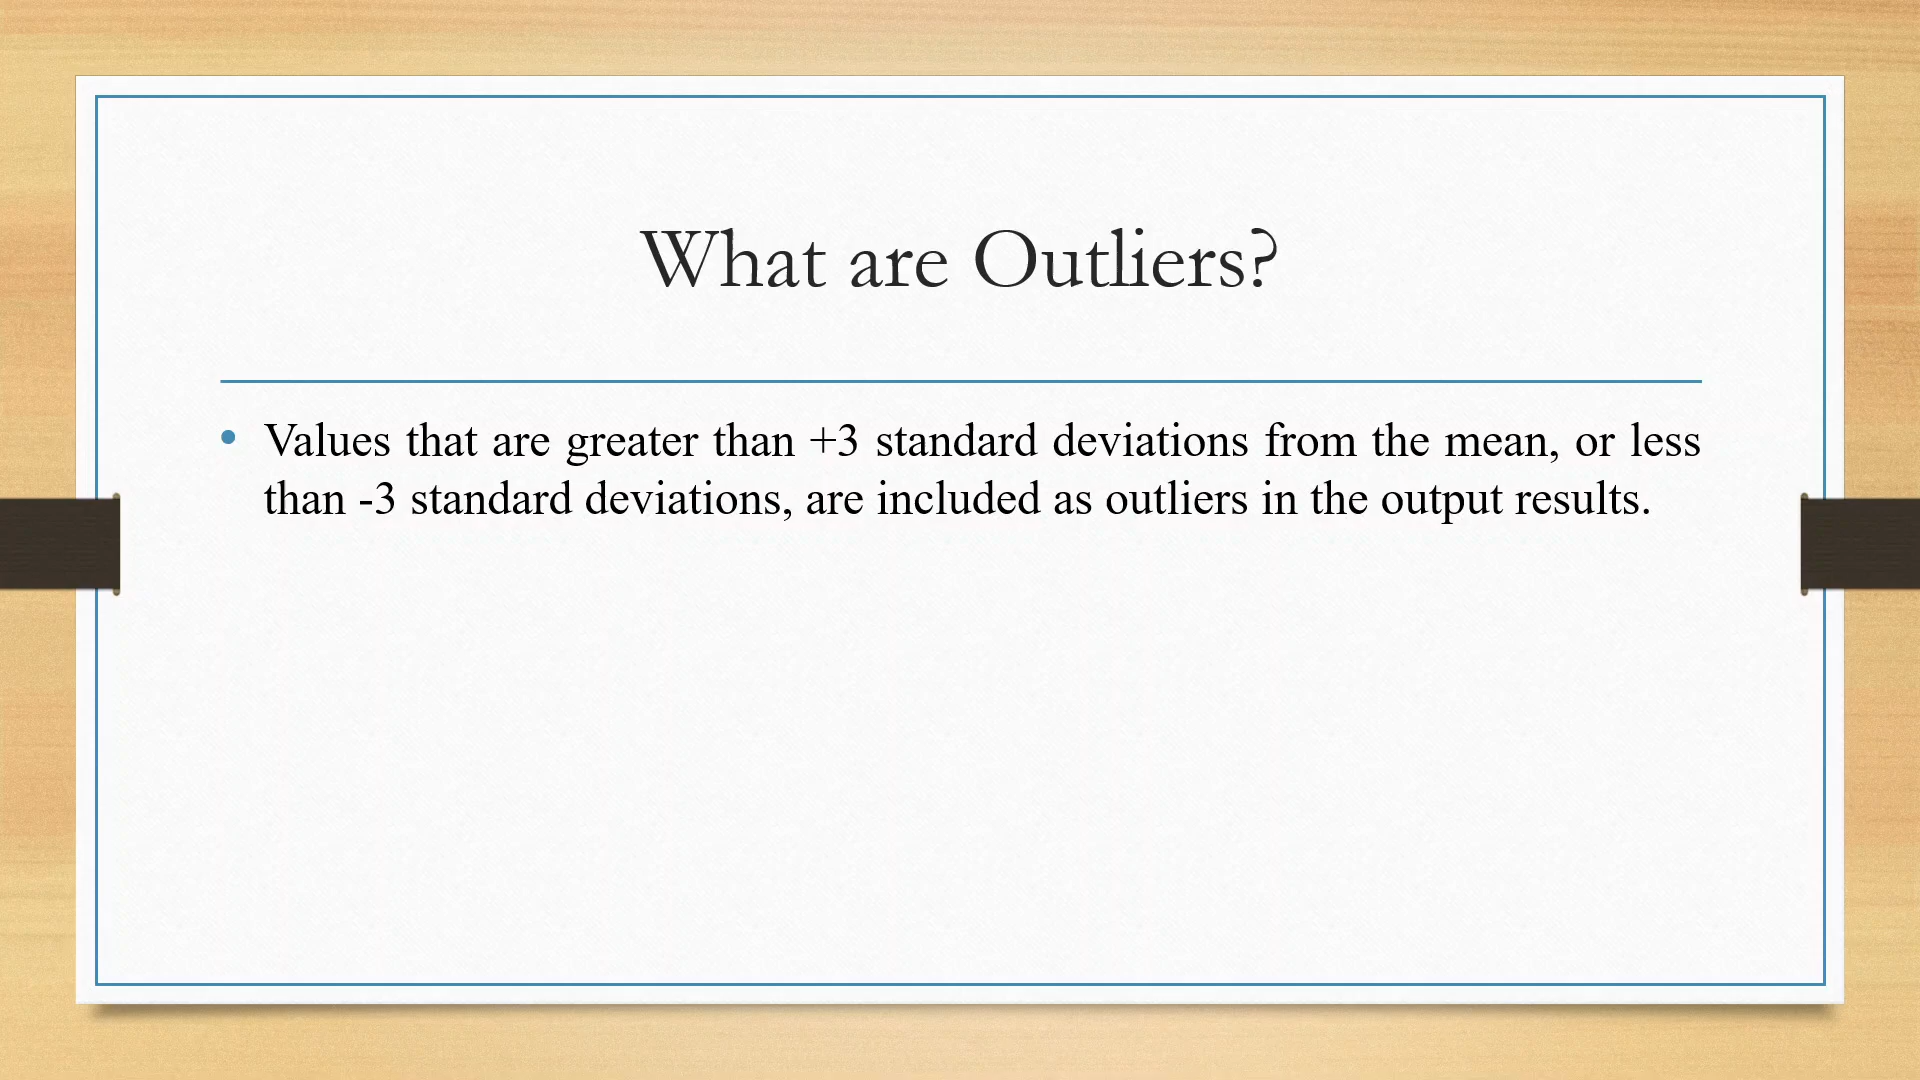 What are Outliers?
• Values that are greater than +3 standard deviations from the mean, or less
than -3 standard deviations, are included as outliers in the output results.